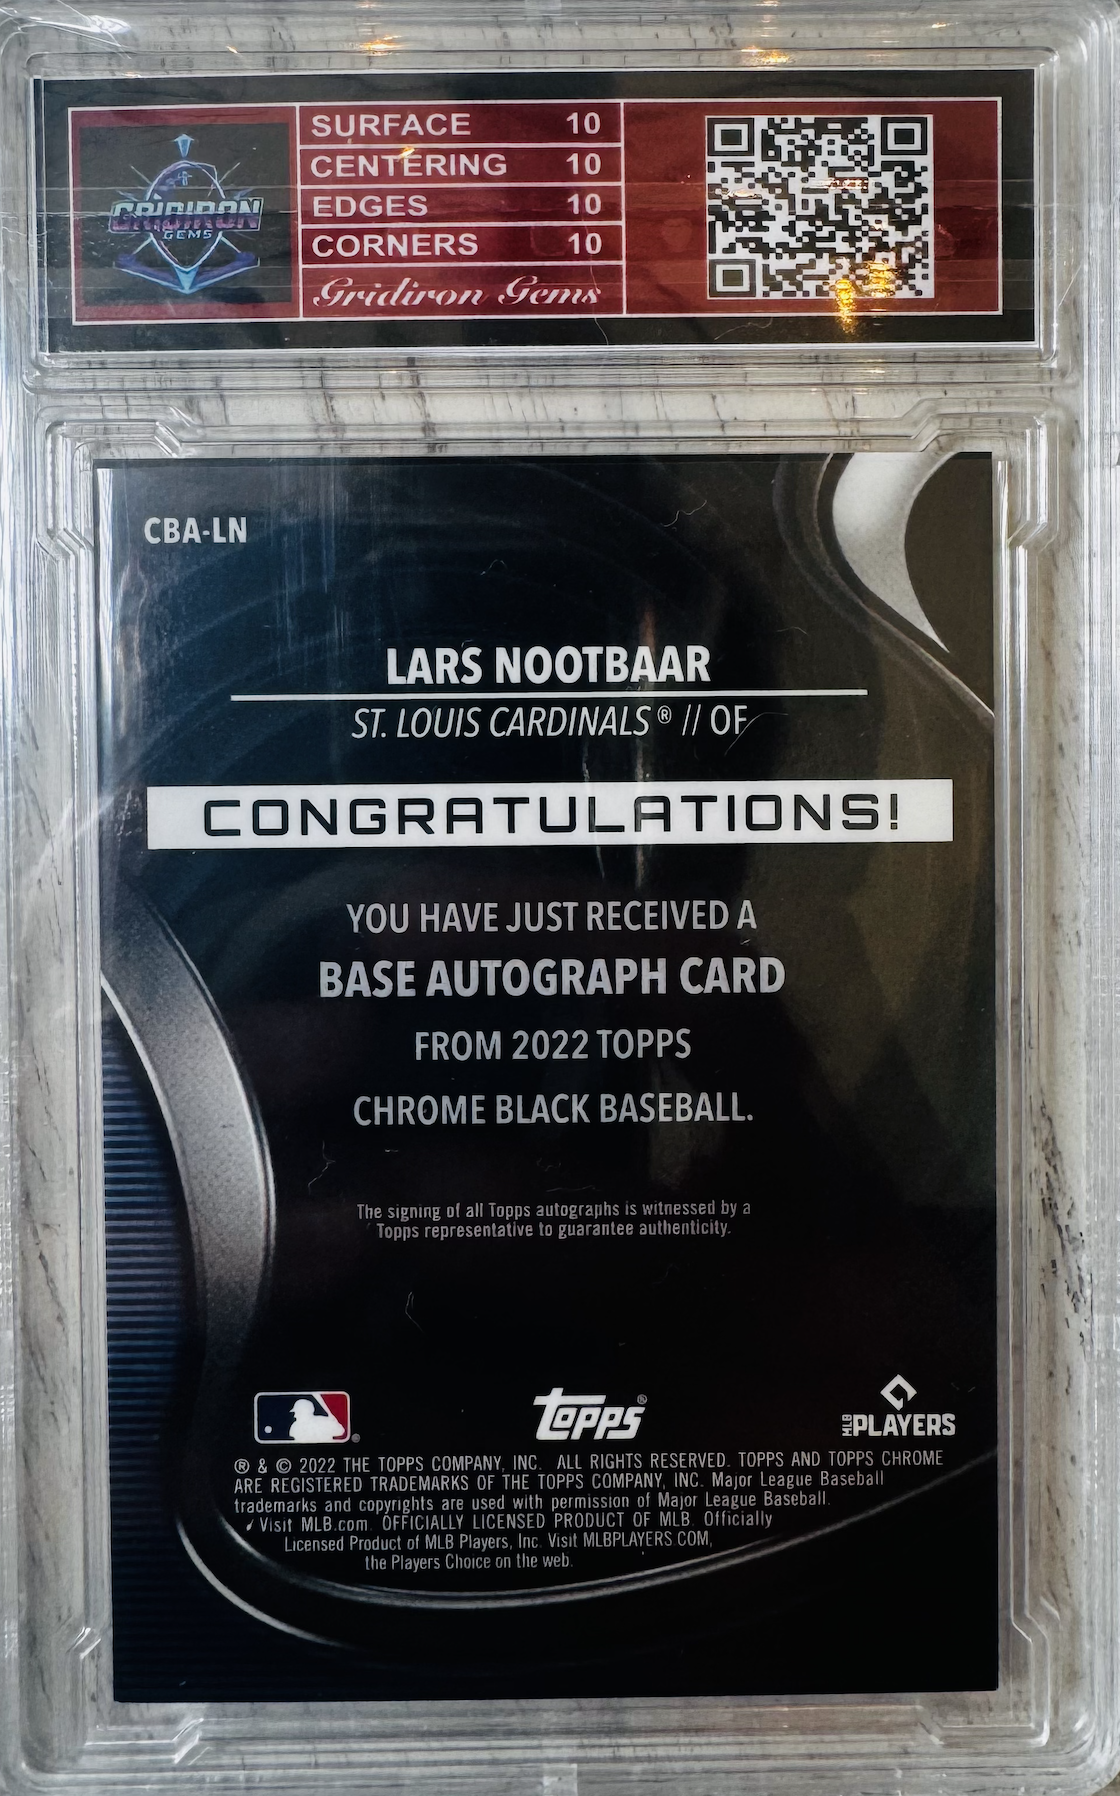 GRIDIRON
GEMS
SURFACE 10
CENTERING 10
EDGES 10
CORNERS 10
Gridiron Gems
CBA-LN
LARS NOOTBAAR
ST. LOUIS CARDINALS® // OF
CONGRATULATIONS!
YOU HAVE JUST RECEIVED A
BASE AUTOGRAPH CARD
FROM 2022 TOPPS
CHROME BLACK BASEBALL.
The signing of all Topps autographs is witnessed by a
Topps representative to guarantee authenticity.
topps®
MLB PLAYERS
® & © 2022 THE TOPPS COMPANY, INC. ALL RIGHTS RESERVED. TOPPS AND TOPPS CHROME
ARE REGISTERED TRADEMARKS OF THE TOPPS COMPANY, INC. Major League Baseball
trademarks and copyrights are used with permission of Major League Baseball.
Visit MLB.com. OFFICIALLY LICENSED PRODUCT OF MLB. Officially
Licensed Product of MLB Players, Inc. Visit MLBPLAYERS.COM,
the Players Choice on the web.